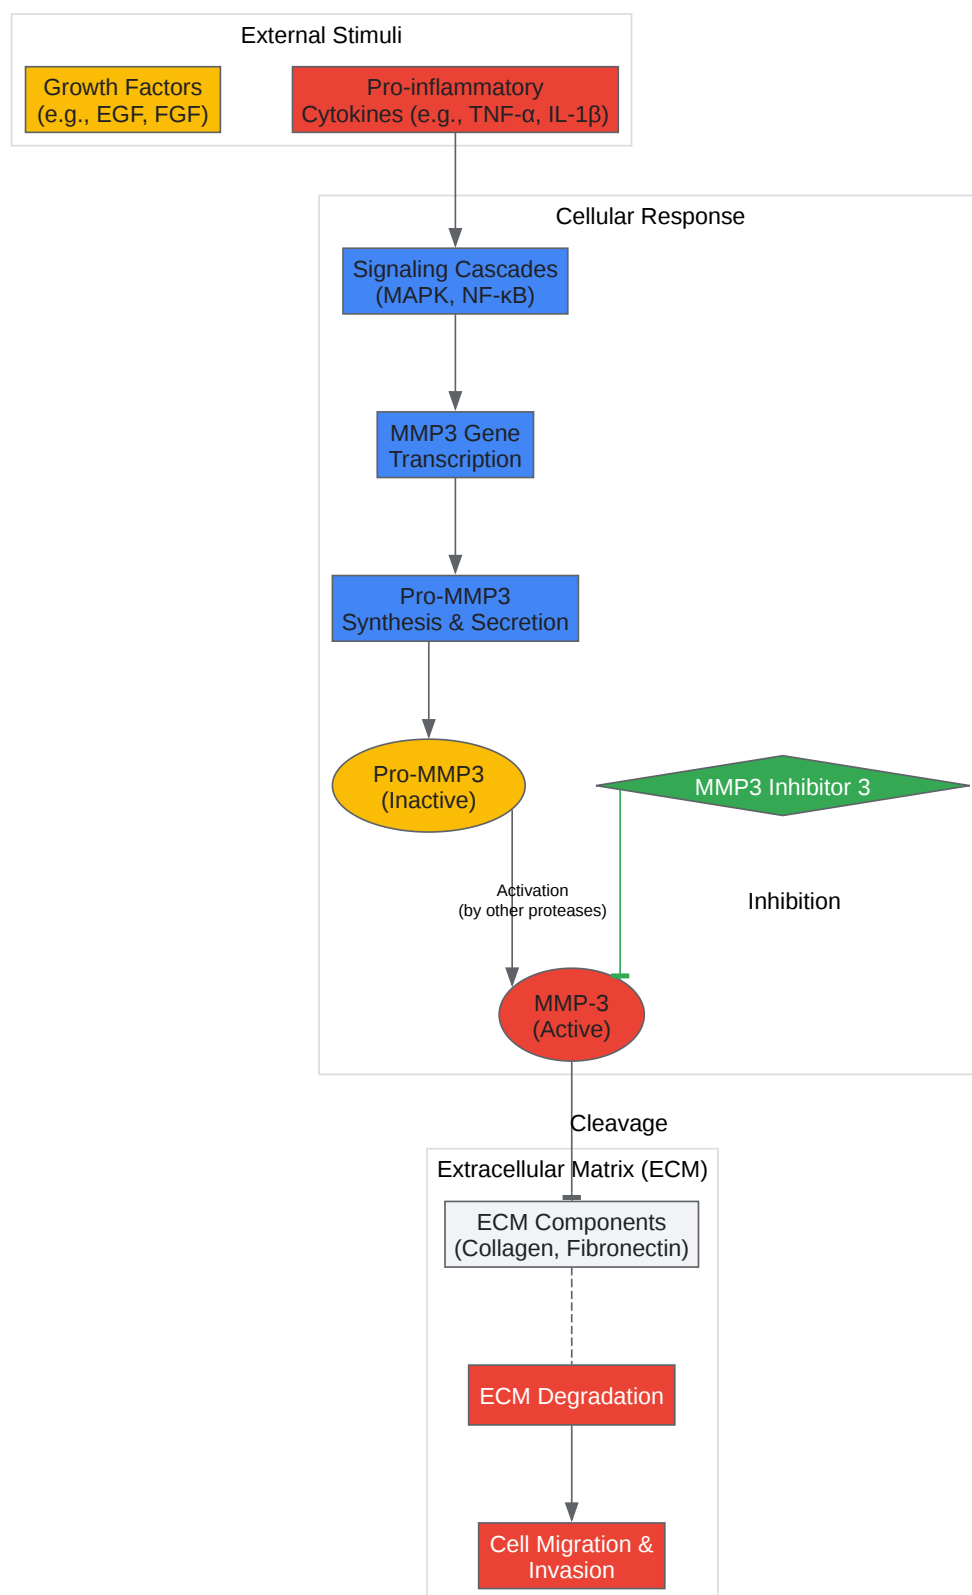 External Stimuli
Growth Factors
(e.g., EGF, FGF)
Pro-inflammatory
Cytokines (e.g., TNF-α, IL-1β)
Cellular Response
Signaling Cascades
(MAPK, NF-κB)
MMP3 Gene
Transcription
Pro-MMP3
Synthesis & Secretion
Pro-MMP3
(Inactive)
MMP3 Inhibitor 3
Activation
(by other proteases)
Inhibition
MMP-3
(Active)
Cleavage
Extracellular Matrix (ECM)
ECM Components
(Collagen, Fibronectin)
ECM Degradation
Cell Migration &
Invasion